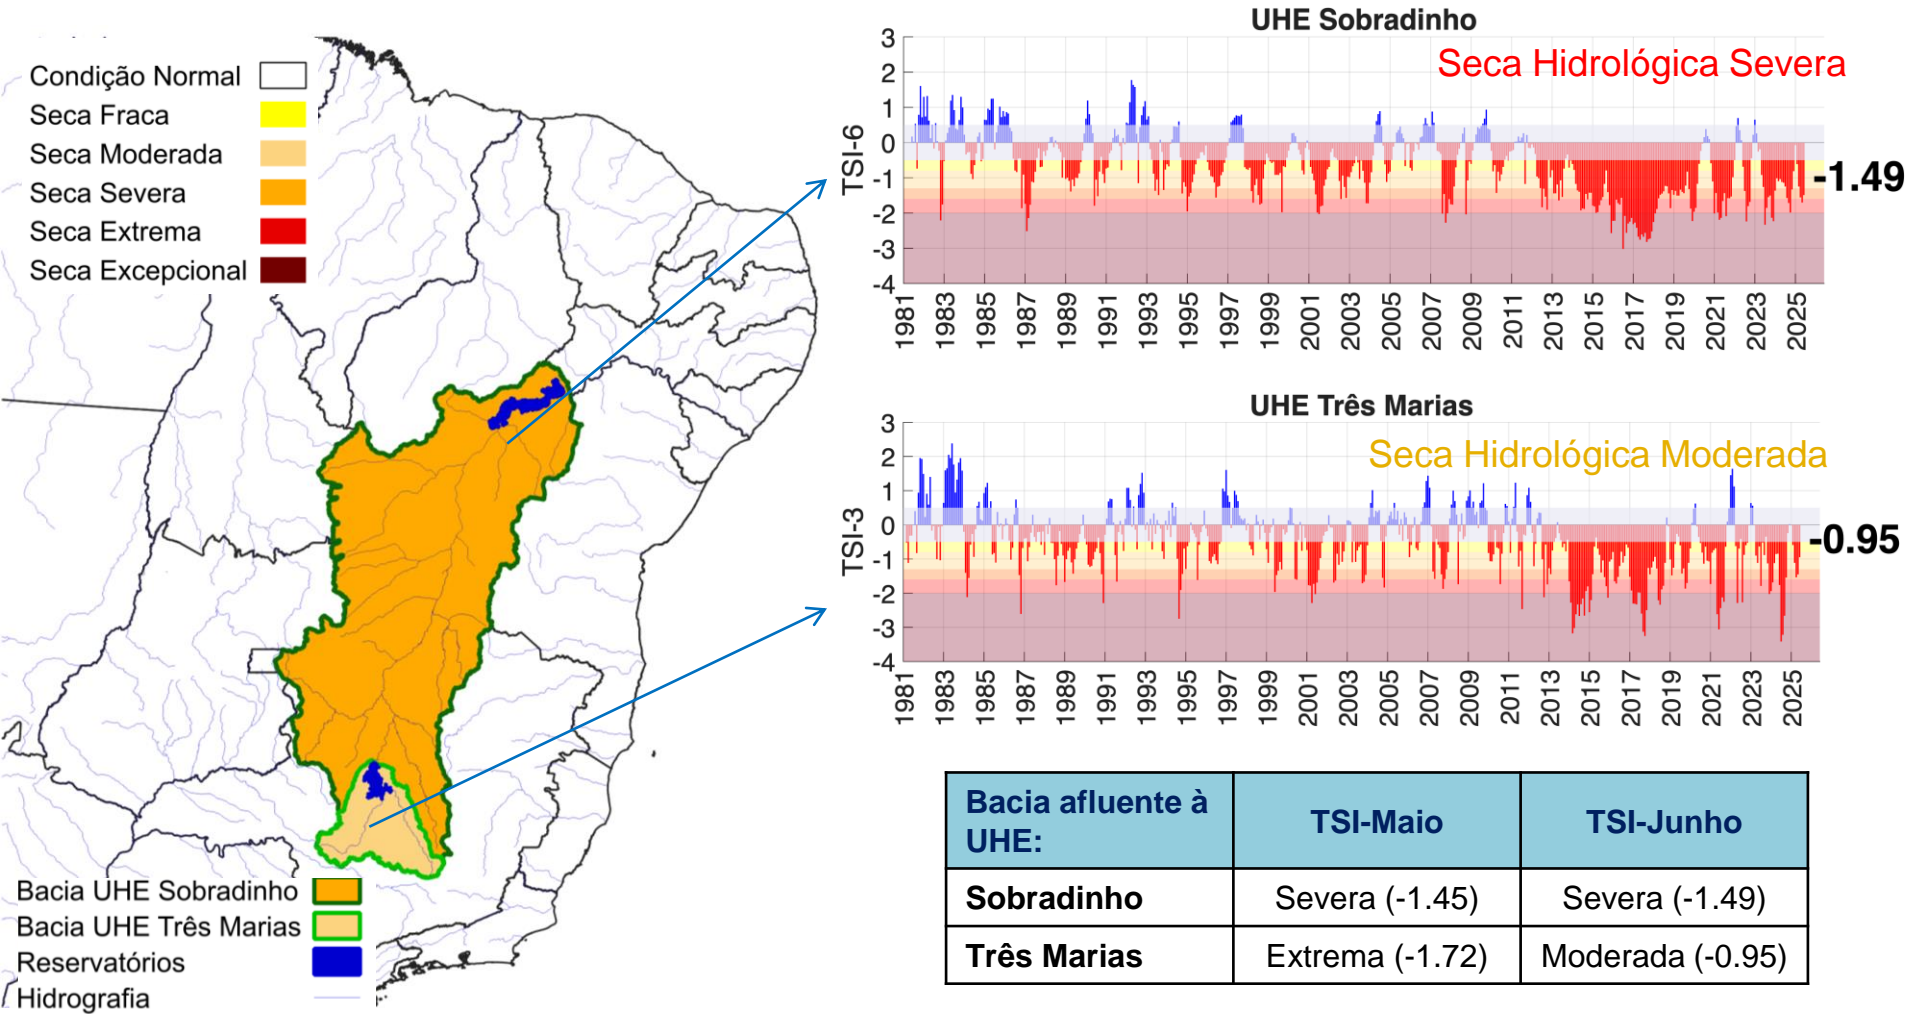 Condição Normal
Seca Fraca
Seca Moderada
Seca Severa
Seca Extrema
Seca Excepcional
Bacia UHE Sobradinho
Bacia UHE Três Marias
Reservatórios
Hidrografia
UHE Sobradinho
Seca Hidrológica Severa
TSI-6
3
2
1
0
-1
-2
-3
-4
-1.49
1981 1983 1985 1987 1989 1991 1993 1995 1997 1999 2001 2003 2005 2007 2009 2011 2013 2015 2017 2019 2021 2023 2025
UHE Três Marias
Seca Hidrológica Moderada
TSI-3
3
2
1
0
-1
-2
-3
-4
-0.95
1981 1983 1985 1987 1989 1991 1993 1995 1997 1999 2001 2003 2005 2007 2009 2011 2013 2015 2017 2019 2021 2023 2025
Bacia afluente à
UHE:
TSI-Maio
TSI-Junho
Sobradinho
Severa (-1.45)
Severa (-1.49)
Três Marias
Extrema (-1.72)
Moderada (-0.95)